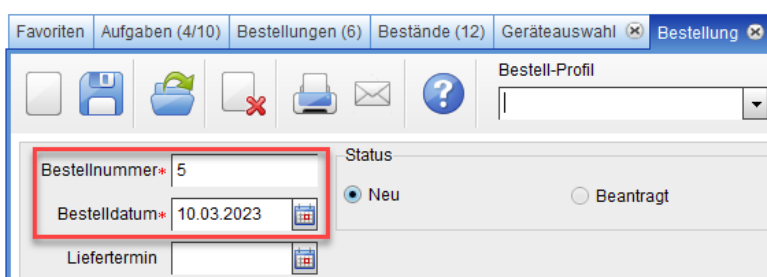 Favoriten Aufgaben (4/10) Bestellungen (6) Bestände (12) Geräteauswahl Bestellung
Bestell-Profil
Status
Bestellnummer* 5
Neu Beantragt
Bestelldatum* 10.03.2023
Liefertermin